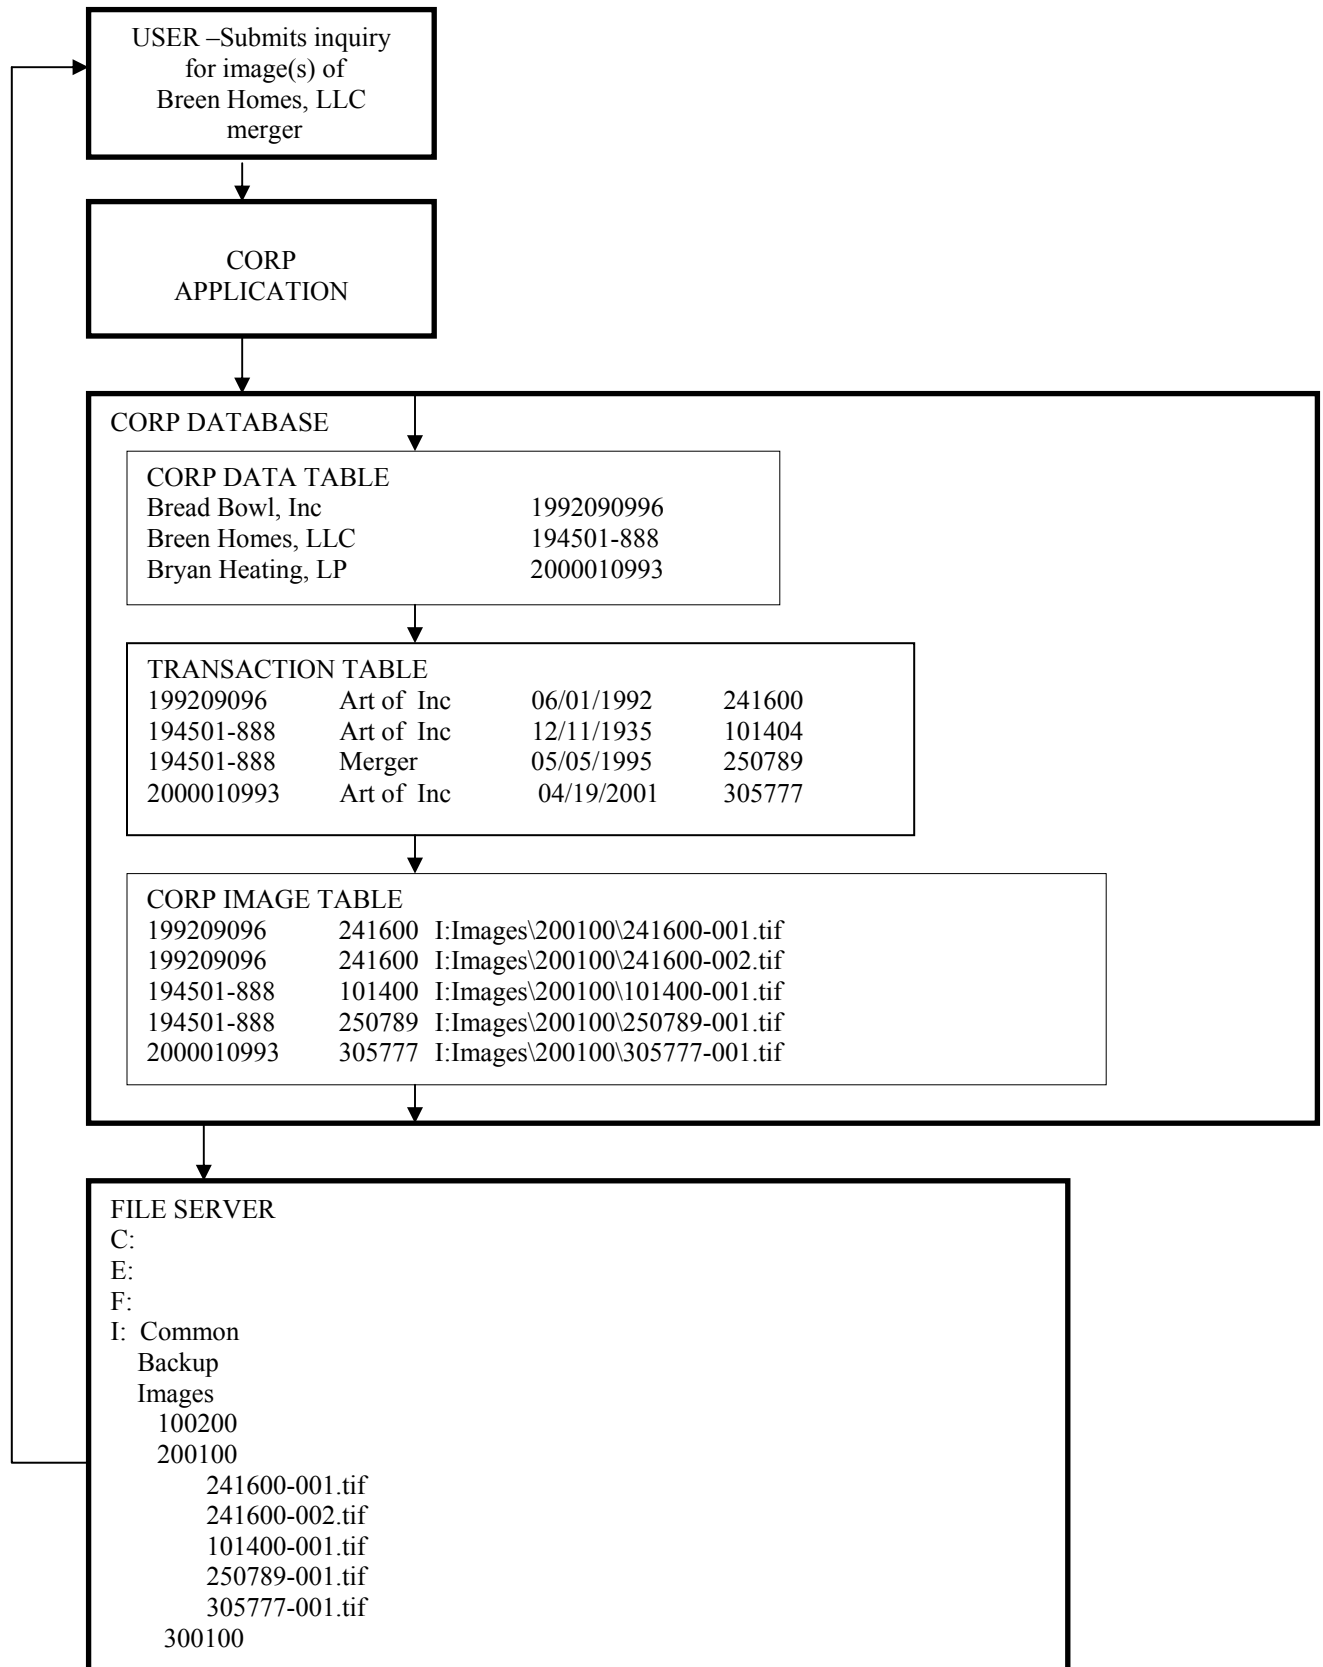 USER –Submits inquiry
for image(s) of
Breen Homes, LLC
merger
CORP
APPLICATION
CORP DATABASE
CORP DATA TABLE
Bread Bowl, Inc 1992090996
Breen Homes, LLC 194501-888
Bryan Heating, LP 2000010993
TRANSACTION TABLE
199209096 Art of Inc 06/01/1992 241600
194501-888 Art of Inc 12/11/1935 101404
194501-888 Merger 05/05/1995 250789
2000010993 Art of Inc 04/19/2001 305777
CORP IMAGE TABLE
199209096 241600 I:Images\200100\241600-001.tif
199209096 241600 I:Images\200100\241600-002.tif
194501-888 101400 I:Images\200100\101400-001.tif
194501-888 250789 I:Images\200100\250789-001.tif
2000010993 305777 I:Images\200100\305777-001.tif
FILE SERVER
C:
E:
F:
I: Common
Backup
Images
100200
200100
241600-001.tif
241600-002.tif
101400-001.tif
250789-001.tif
305777-001.tif
300100